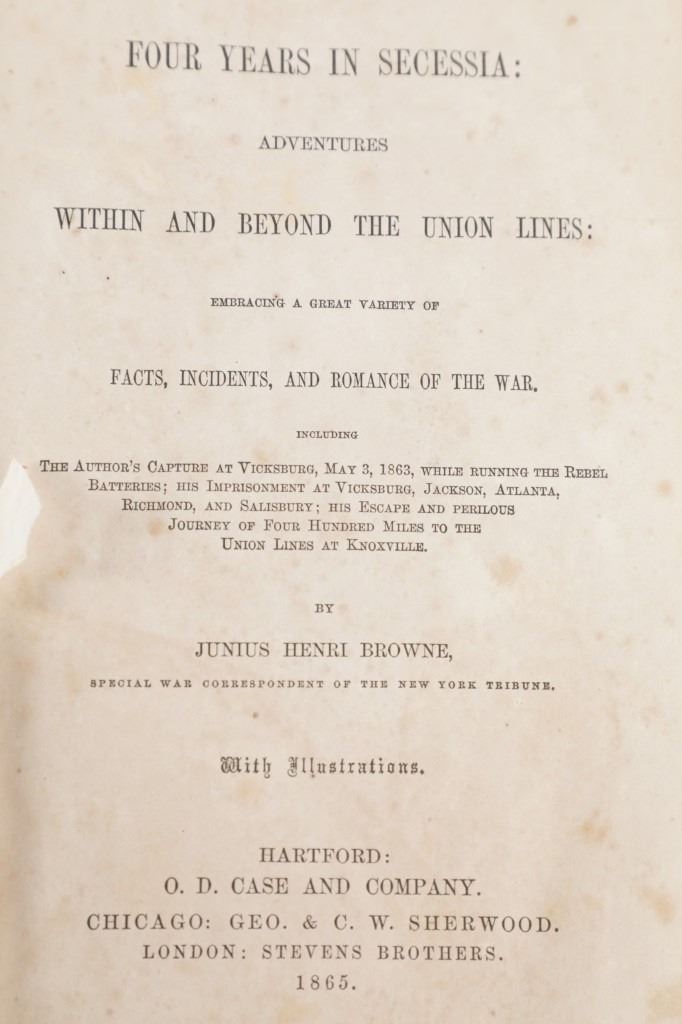 FOUR YEARS IN SECESSIA:
ADVENTURES
WITHIN AND BEYOND THE UNION LINES:
EMBRACING A GREAT VARIETY OF
FACTS, INCIDENTS, AND ROMANCE OF THE WAR.
INCLUDING
THE AUTHOR'S CAPTURE AT VICKSBURG, MAY 3, 1863, WHILE RUNNING THE REBEL
BATTERIES; HIS IMPRISONMENT AT VICKSBURG, JACKSON, ATLANTA,
RICHMOND, AND SALISBURY; HIS ESCAPE AND PERILOUS
JOURNEY OF FOUR HUNDRED MILES TO THE
UNION LINES AT KNOXVILLE.
BY
JUNIUS HENRI BROWNE,
SPECIAL WAR CORRESPONDENT OF THE NEW YORK TRIBUNE.
With Illustrations.
HARTFORD:
O. D. CASE AND COMPANY.
CHICAGO: GEO. & C. W. SHERWOOD.
LONDON: STEVENS BROTHERS.
1865.